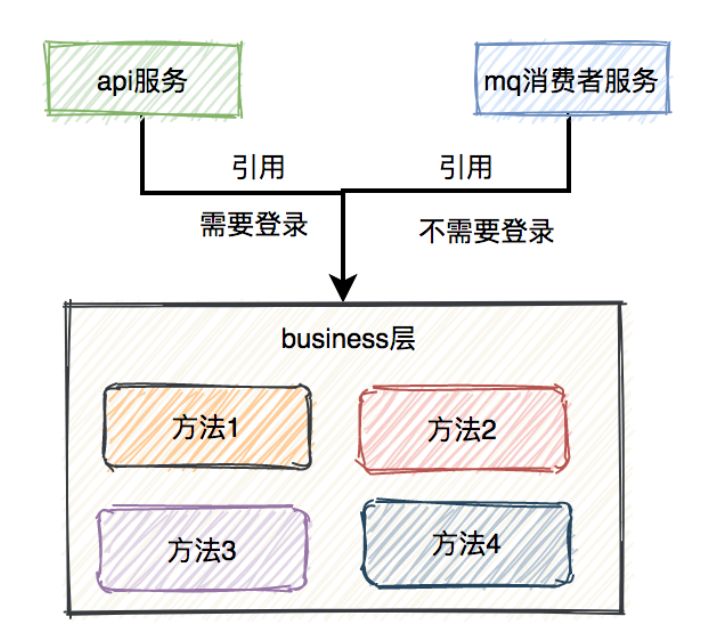 api服务
mq消费者服务
引用
引用
需要登录
不需要登录
business层
方法1
方法2
方法3
方法4